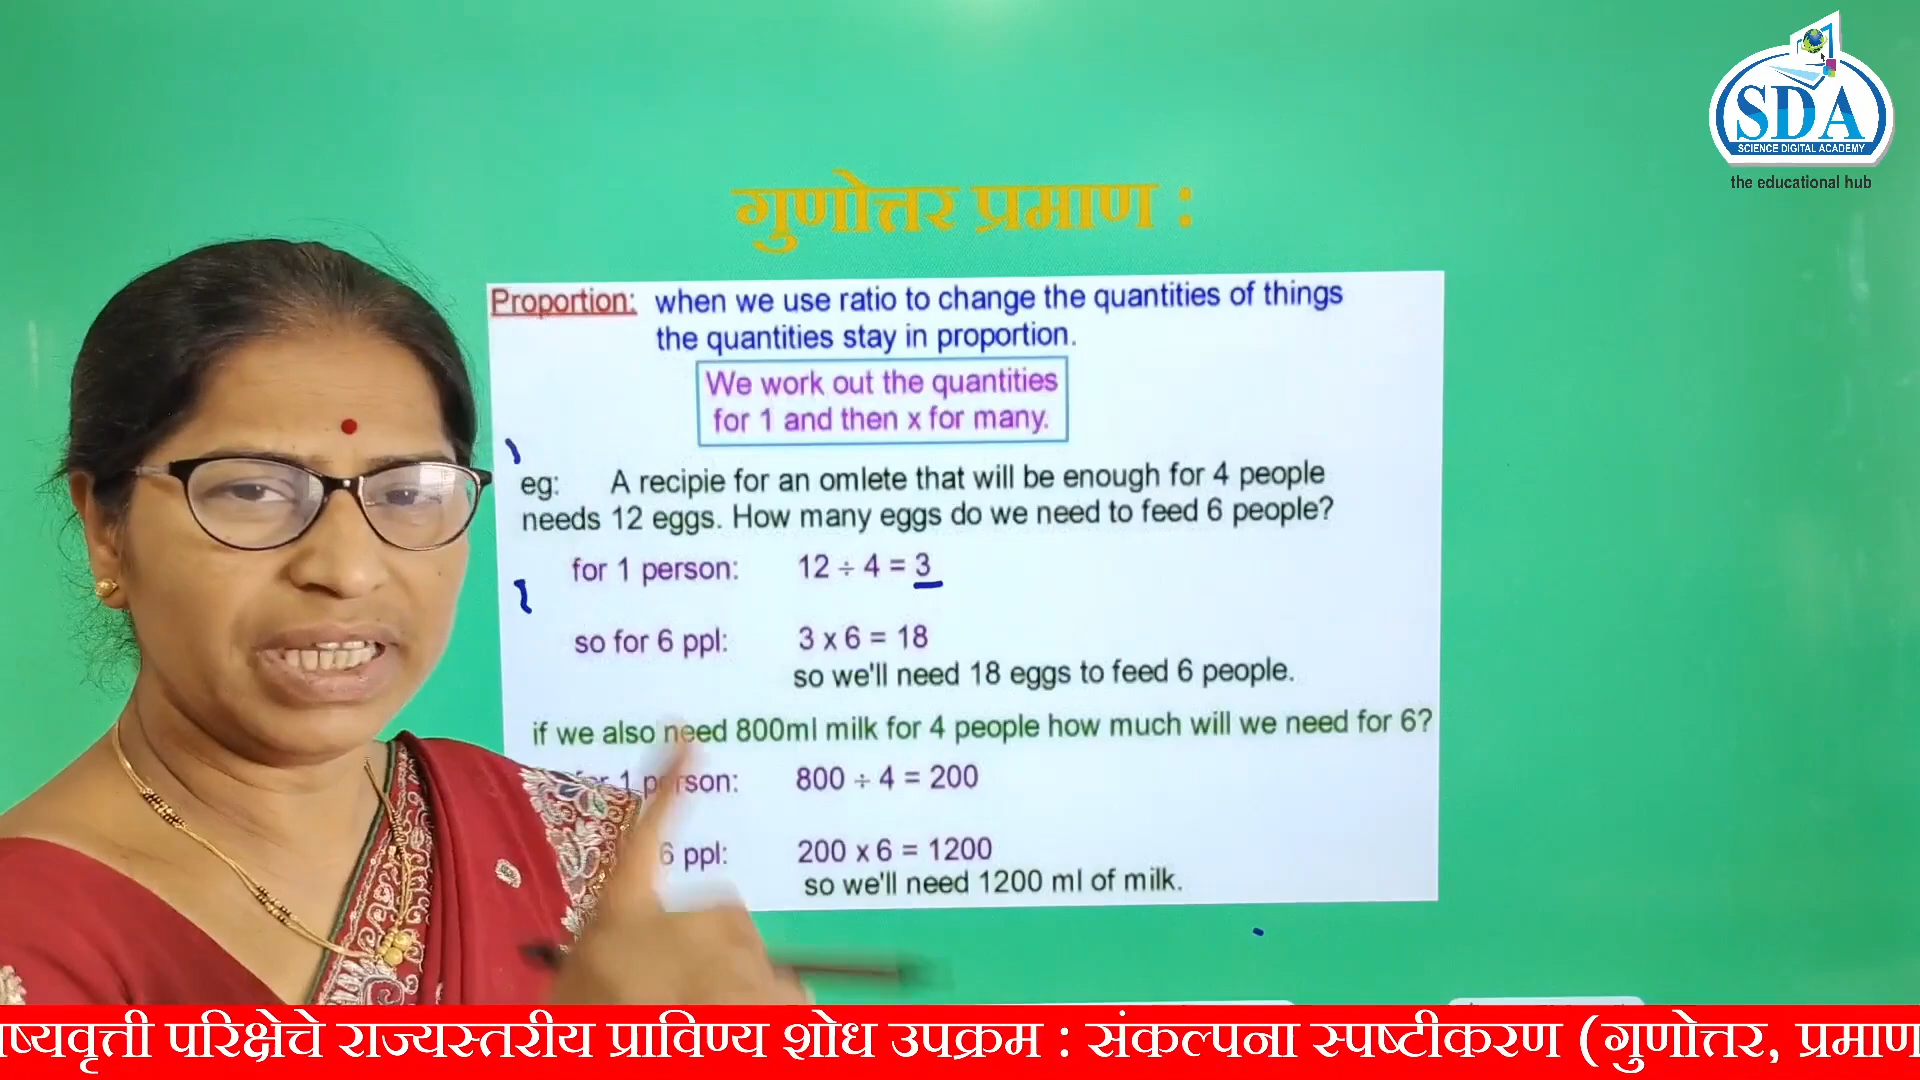 SDA
SCIENCE DIGITAL ACADEMY
the educational hub
गुणोत्तर प्रमाण :
Proportion: when we use ratio to change the quantities of things
the quantities stay in proportion.
We work out the quantities
for 1 and then x for many.
eg: A recipie for an omlete that will be enough for 4 people
needs 12 eggs. How many eggs do we need to feed 6 people?
for 1 person: 12 ÷ 4 = 3
so for 6 ppl: 3 x 6 = 18
so we'll need 18 eggs to feed 6 people.
if we also need 800ml milk for 4 people how much will we need for 6?
1 person: 800 ÷ 4 = 200
6 ppl: 200 x 6 = 1200
so we'll need 1200 ml of milk.
परिक्षेचे राज्यस्तरीय प्राविण्य शोध उपक्रम : संकल्पना स्पष्टीकरण (गुणोत्तर, प्रमाण